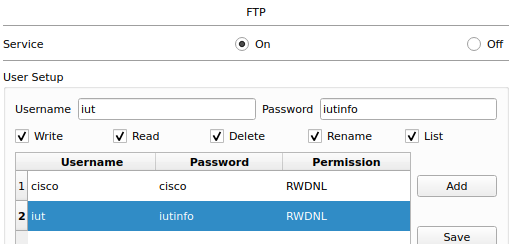 FTP
Service On Off
User Setup
Username iut Password iutinfo
Write Read Delete Rename List
Username Password Permission
1 cisco cisco RWDNL Add
2 iut iutinfo RWDNL
Save